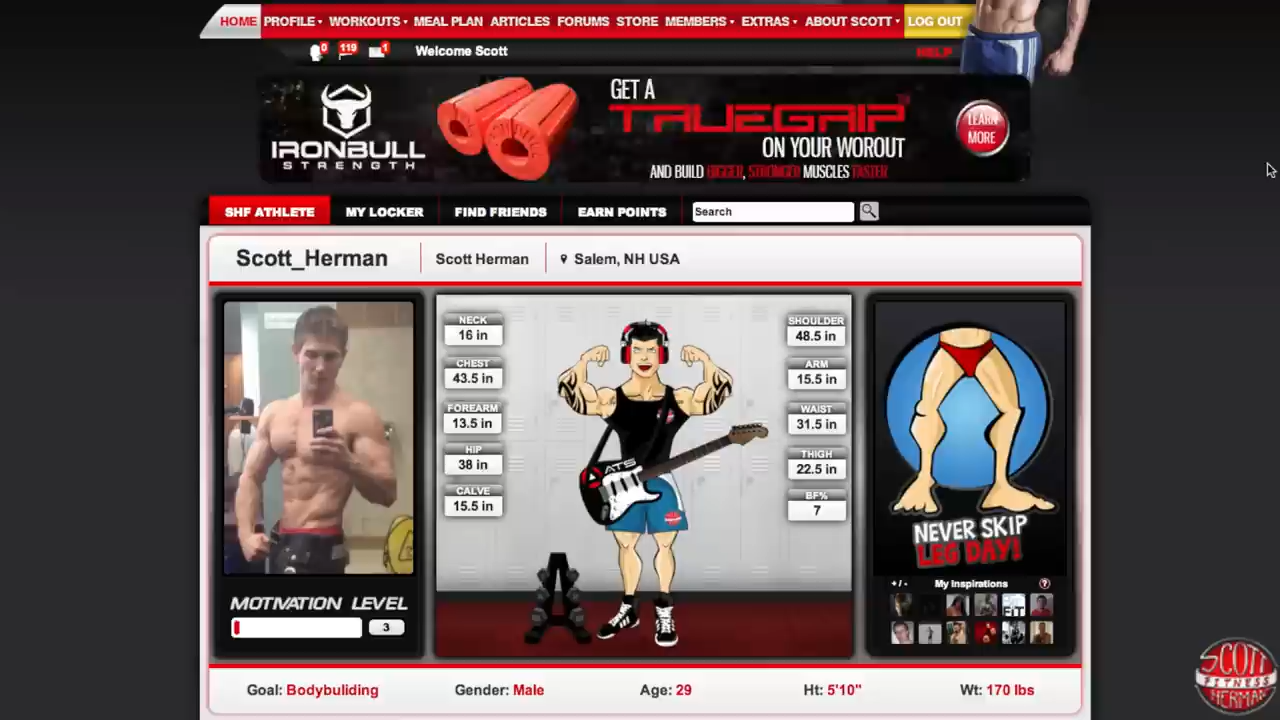 HOME PROFILE WORKOUTS MEAL PLAN ARTICLES FORUMS STORE MEMBERS EXTRAS ABOUT SCOTT LOG OUT
0 119 1 Welcome Scott HELP
IRONBULL
STRENGTH
GET A
TRUEGRIP
ON YOUR WOROUT
AND BUILD BIGGER, STRONGER MUSCLES FASTER
LEARN
MORE
SHF ATHLETE MY LOCKER FIND FRIENDS EARN POINTS Search
Scott_Herman Scott Herman Salem, NH USA
NECK
16 in
CHEST
43.5 in
FOREARM
13.5 in
HIP
38 in
CALVE
15.5 in
ATS
SHOULDER
48.5 in
ARM
15.5 in
WAIST
31.5 in
THIGH
22.5 in
BF%
7
NEVER SKIP
LEG DAY!
+/- My Inspirations ?
FIT
MOTIVATION LEVEL
3
Goal: Bodybuliding Gender: Male Age: 29 Ht: 5'10" Wt: 170 lbs
SCOTT
FITNESS
HERMAN